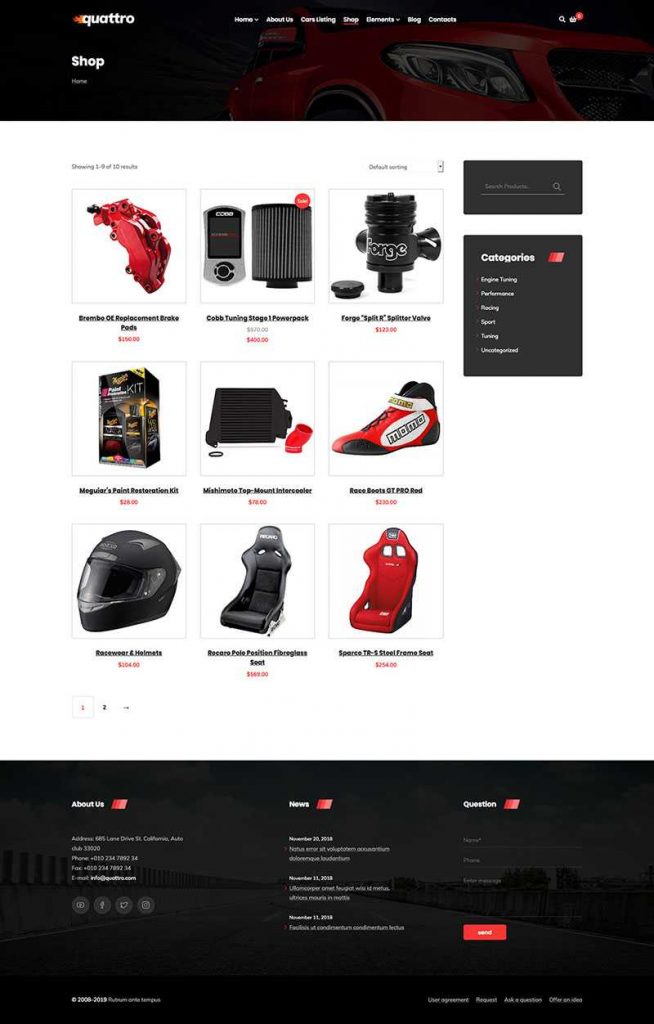 quattro
Home About Us Cars Listing Shop Elements Blog Contacts
0
Shop
Home
Showing 1–9 of 10 results
Default sorting
Search Products...
Categories
Engine Tuning
Performance
Racing
Sport
Tuning
Uncategorized
Brembo OE Replacement Brake
Pads
$150.00
COBB
Sale!
Cobb Tuning Stage 1 Powerpack
$570.00
$400.00
Forge
Forge "Split R" Splitter Valve
$123.00
KIT
Meguiar's Paint Restoration Kit
$28.00
Mishimoto Top-Mount Intercooler
$78.00
momo
Race Boots GT PRO Red
$230.00
Racewear & Helmets
$104.00
RECARO
Recaro Pole Position Fibreglass
Seat
$569.00
Sparco TR-S Steel Frame Seat
$254.00
1 2 →
About Us
Address: 685 Lane Drive St. California, Auto
club 33020
Phone: +010 234 7892 34
Fax: +010 234 7892 34
E-mail: info@quattro.com
News
November 20, 2018
Natus error sit voluptatem accusantium
doloremque laudantium
November 11, 2018
Ullamcorper amet feugiat wisi id metus,
ultrices mauris in mattis
November 11, 2018
Facilisis ut condimentum condimentum lectus
Question
Name*
Phone
Enter message
send
© 2008-2019 Rutrum ante tempus
User agreement Request Ask a question Offer an idea